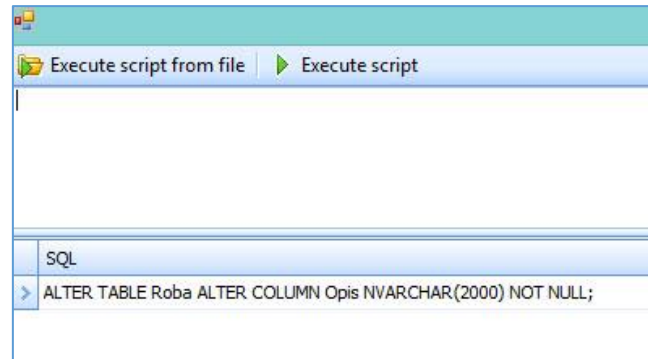 Execute script from file Execute script
SQL
ALTER TABLE Roba ALTER COLUMN Opis NVARCHAR(2000) NOT NULL;